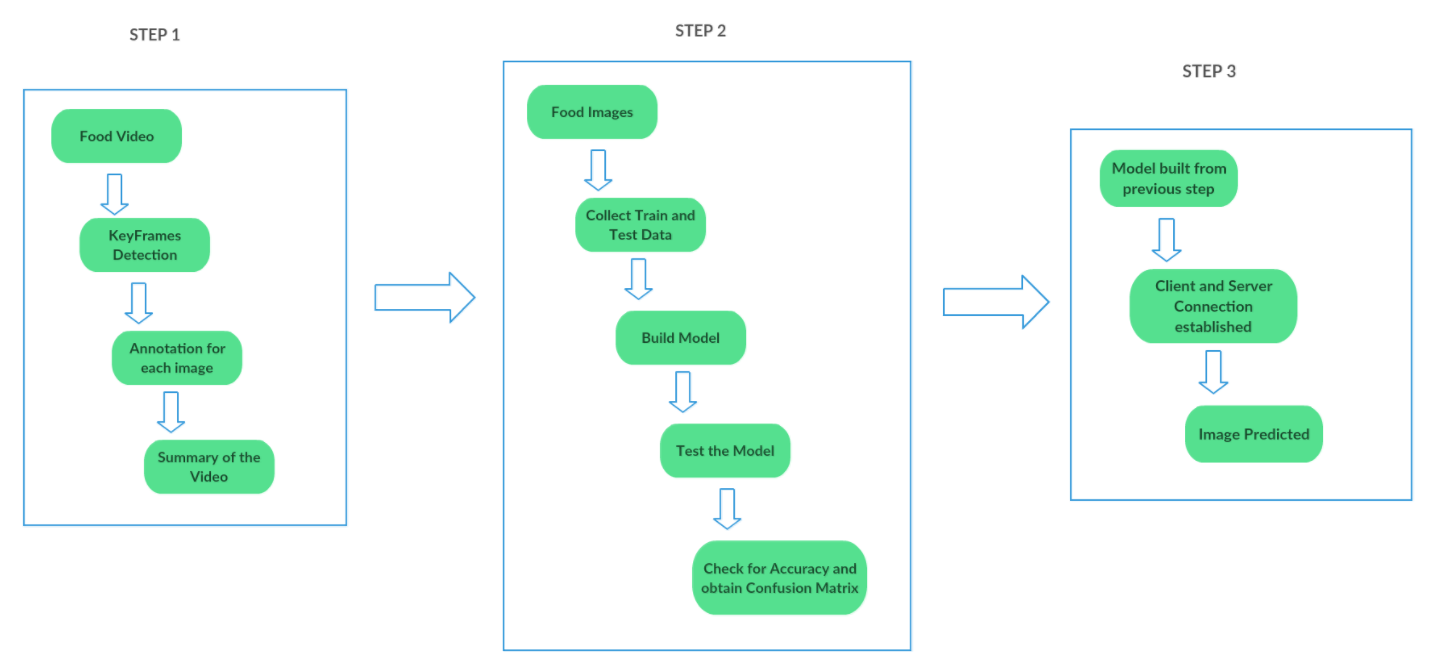 STEP 1
Food Video
KeyFrames
Detection
Annotation for
each image
Summary of the
Video
STEP 2
Food Images
Collect Train and
Test Data
Build Model
Test the Model
Check for Accuracy and
obtain Confusion Matrix
STEP 3
Model built from
previous step
Client and Server
Connection
established
Image Predicted